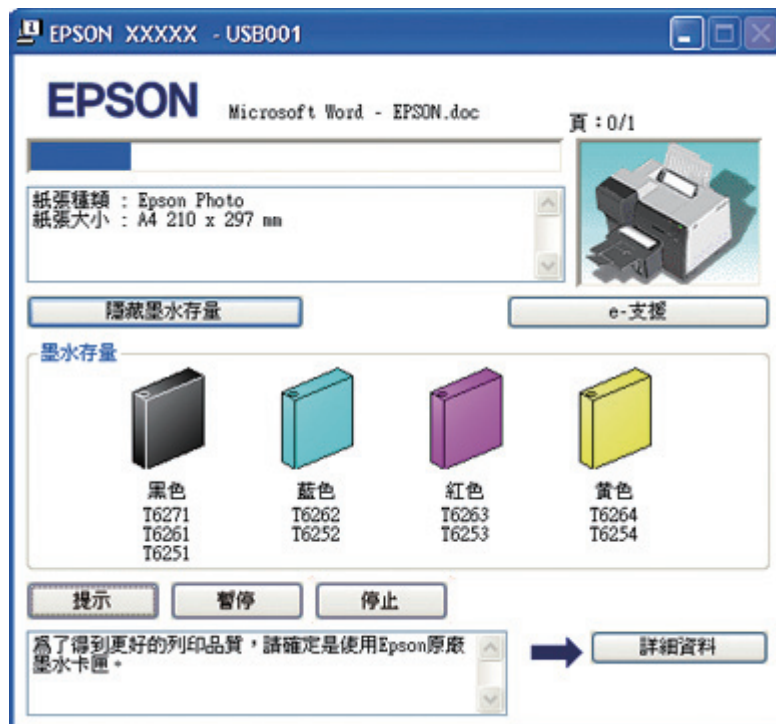 EPSON XXXXX - USB001
EPSON Microsoft Word - EPSON.doc
頁：0/1
紙張種類 : Epson Photo
紙張大小 : A4 210 x 297 mm
隱藏墨水存量
e-支援
墨水存量
黑色
T6271
T6261
T6251
藍色
T6262
T6252
紅色
T6263
T6253
黃色
T6264
T6254
提示
暫停
停止
為了得到更好的列印品質，請確定是使用Epson原廠
墨水卡匣。
詳細資料